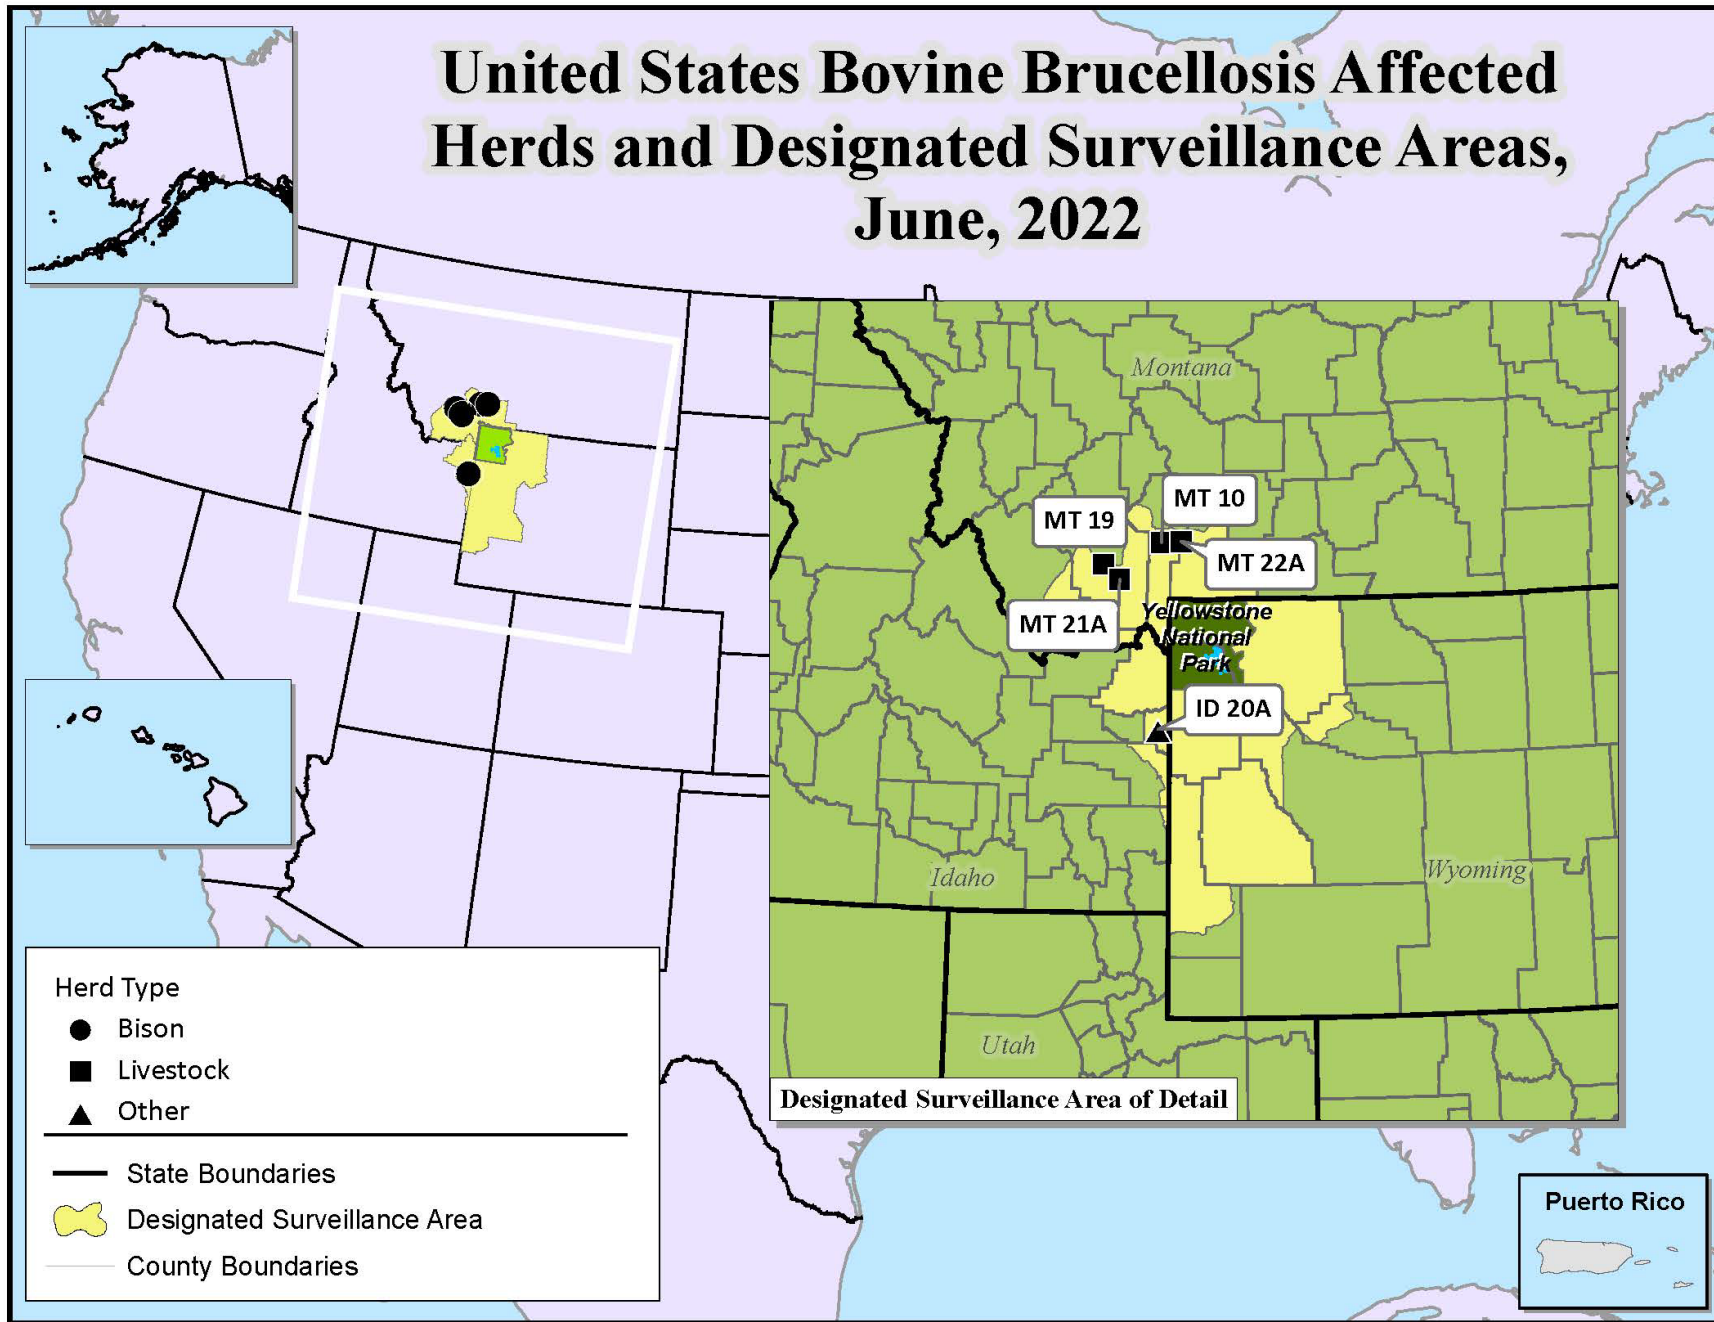 United States Bovine Brucellosis Affected
Herds and Designated Surveillance Areas,
June, 2022
Montana
MT 10
MT 19
MT 22A
MT 21A
Yellowstone
National
Park
ID 20A
Idaho
Wyoming
Utah
Designated Surveillance Area of Detail
Herd Type
Bison
Livestock
Other
State Boundaries
Designated Surveillance Area
County Boundaries
Puerto Rico